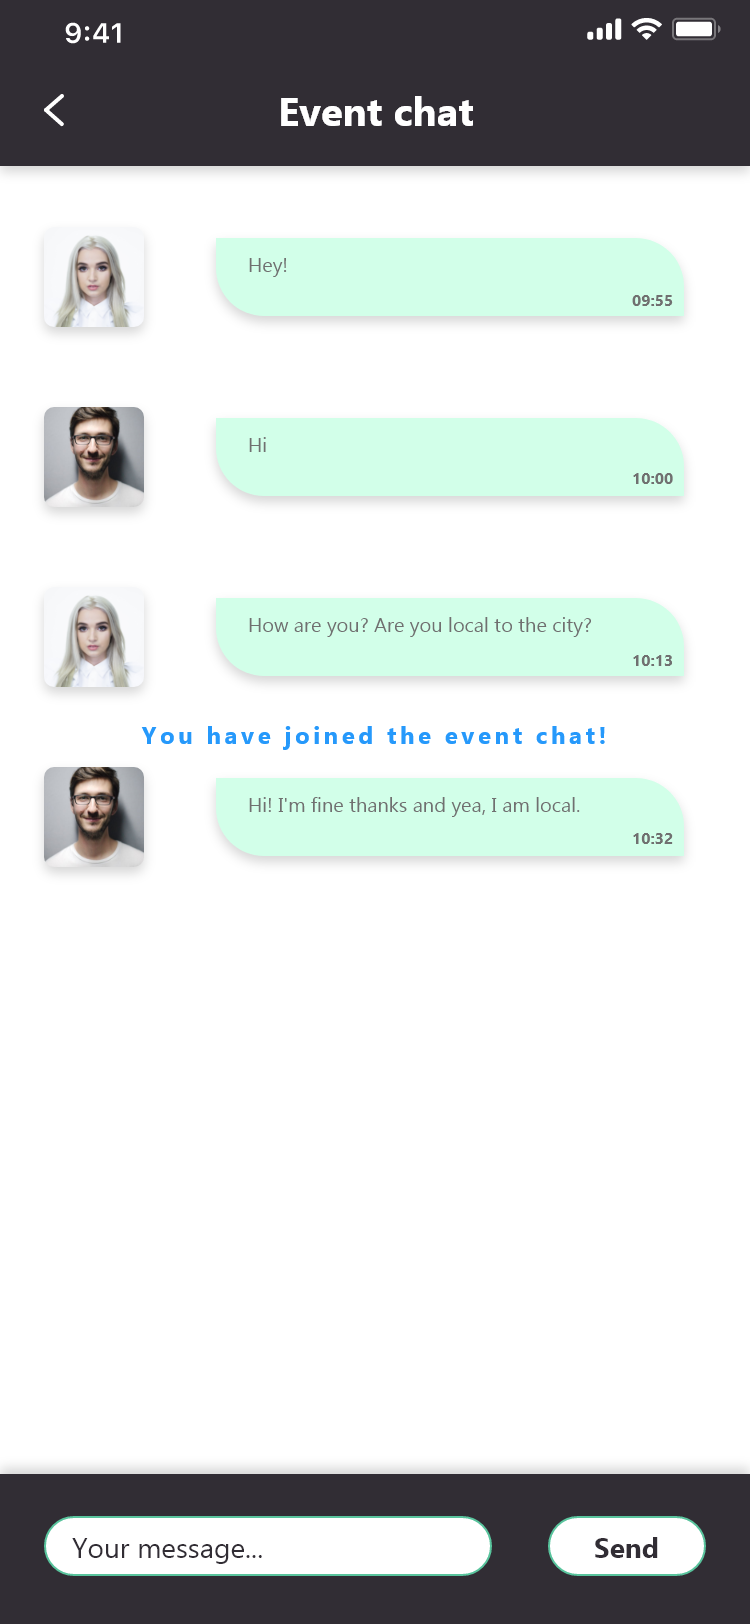 9:41
Event chat
Hey!
09:55
Hi
10:00
How are you? Are you local to the city?
10:13
You have joined the event chat!
Hi! I'm fine thanks and yea, I am local.
10:32
Your message...
Send